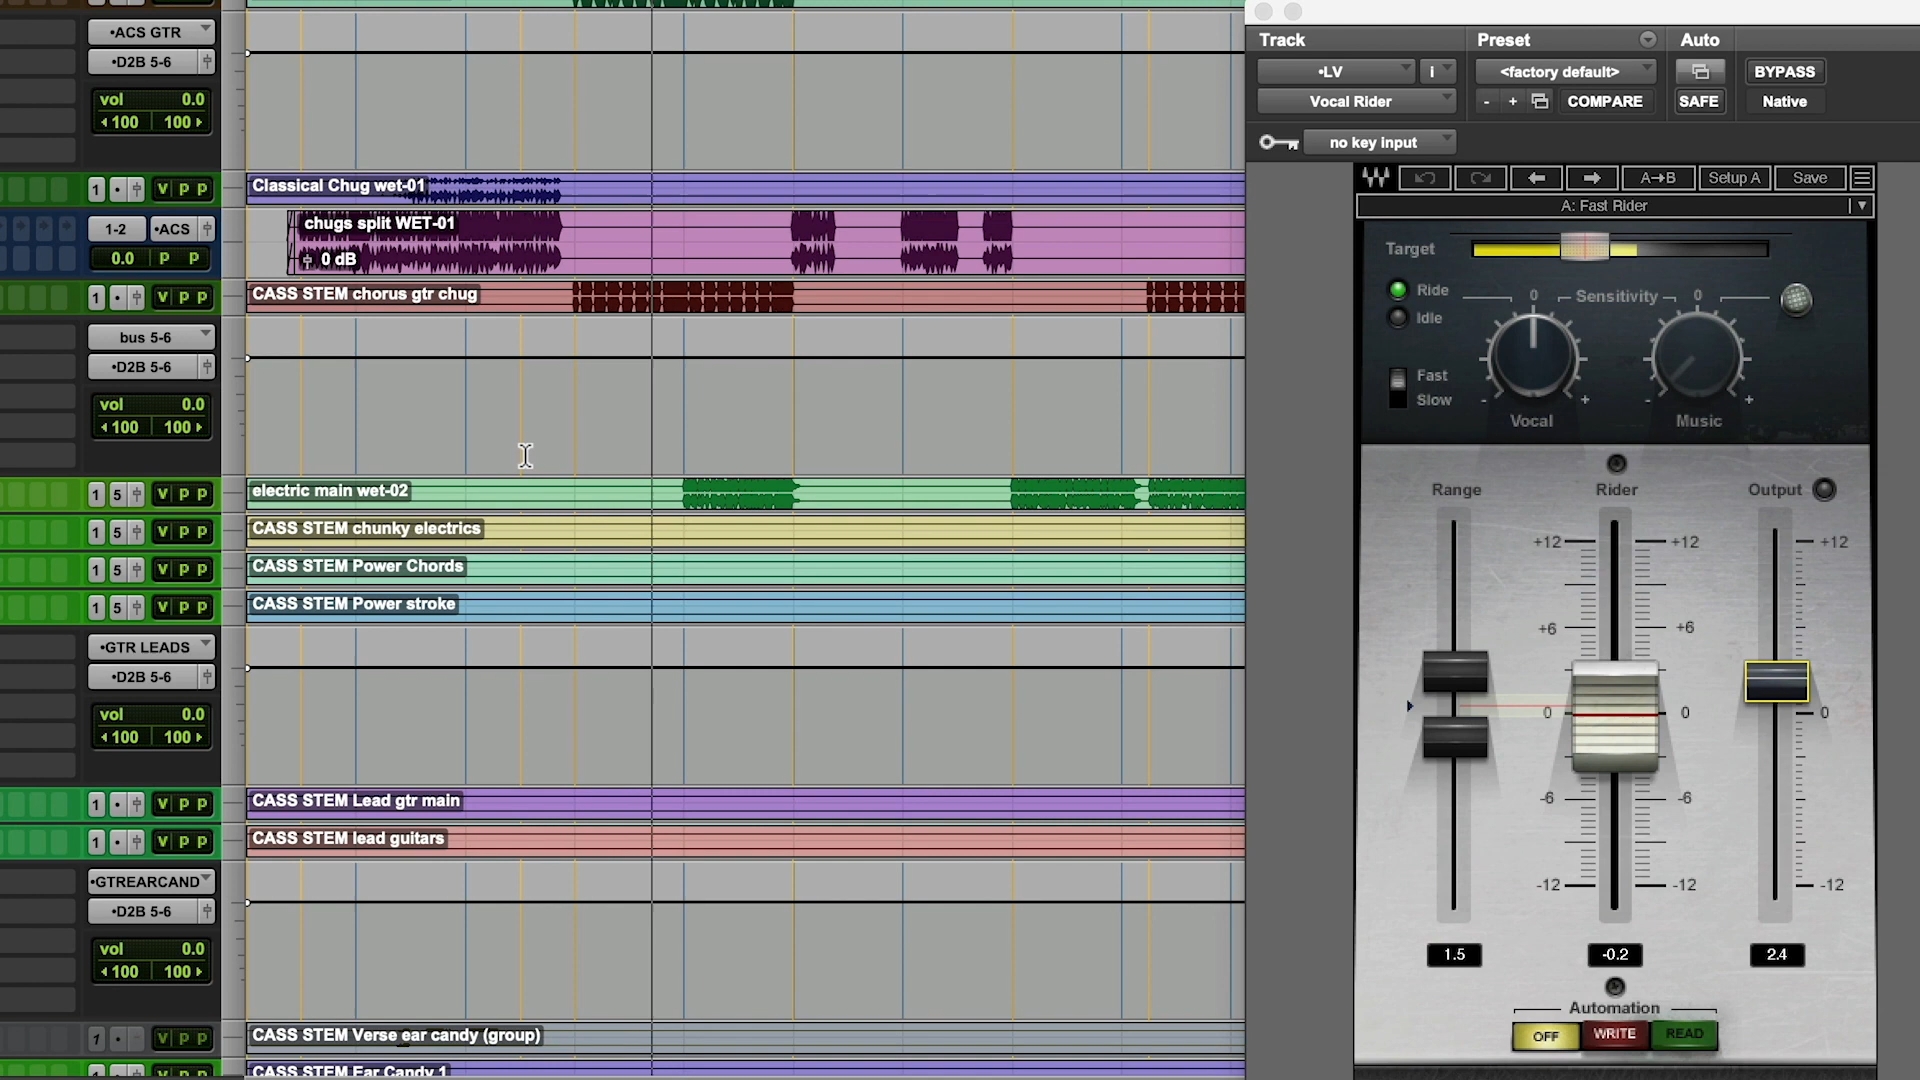 •ACS GTR
•D2B 5-6
vol 0.0
100 100
Classical Chug wet-01
1 • V p p
chugs split WET-01
1-2 •ACS
0.0 p p
0 dB
CASS STEM chorus gtr chug
1 • V p p
bus 5-6
•D2B 5-6
vol 0.0
100 100
electric main wet-02
1 5 V p p
CASS STEM chunky electrics
1 5 V p p
CASS STEM Power Chords
1 5 V p p
CASS STEM Power stroke
1 5 V p p
•GTR LEADS
•D2B 5-6
vol 0.0
100 100
CASS STEM Lead gtr main
1 • V p p
CASS STEM lead guitars
1 • V p p
•GTREARCAND
•D2B 5-6
vol 0.0
100 100
CASS STEM Verse ear candy (group)
1 • V p p
CASS STEM Ear Candy 1
Track Preset Auto
•LV i <factory default> BYPASS
Vocal Rider - + COMPARE SAFE Native
no key input
A→B Setup A Save
A: Fast Rider
Target
Ride
Idle
0 Sensitivity 0
Fast
Slow
- + - +
Vocal Music
Range Rider Output
+12 +12 +12
+6 +6
0 0 0
-6 -6
-12 -12 -12
1.5 -0.2 2.4
Automation
OFF WRITE READ